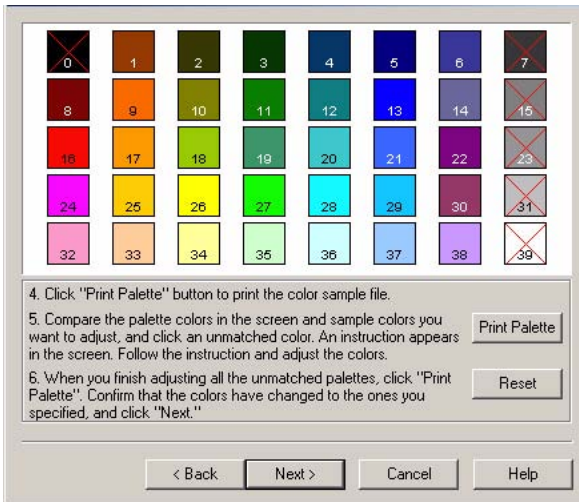 0 1 2 3 4 5 6 7
8 9 10 11 12 13 14 15
16 17 18 19 20 21 22 23
24 25 26 27 28 29 30 31
32 33 34 35 36 37 38 39
4. Click "Print Palette" button to print the color sample file.
5. Compare the palette colors in the screen and sample colors you
want to adjust, and click an unmatched color. An instruction appears
in the screen. Follow the instruction and adjust the colors.
Print Palette
6. When you finish adjusting all the unmatched palettes, click "Print
Palette". Confirm that the colors have changed to the ones you
specified, and click "Next."
Reset
< Back Next > Cancel Help